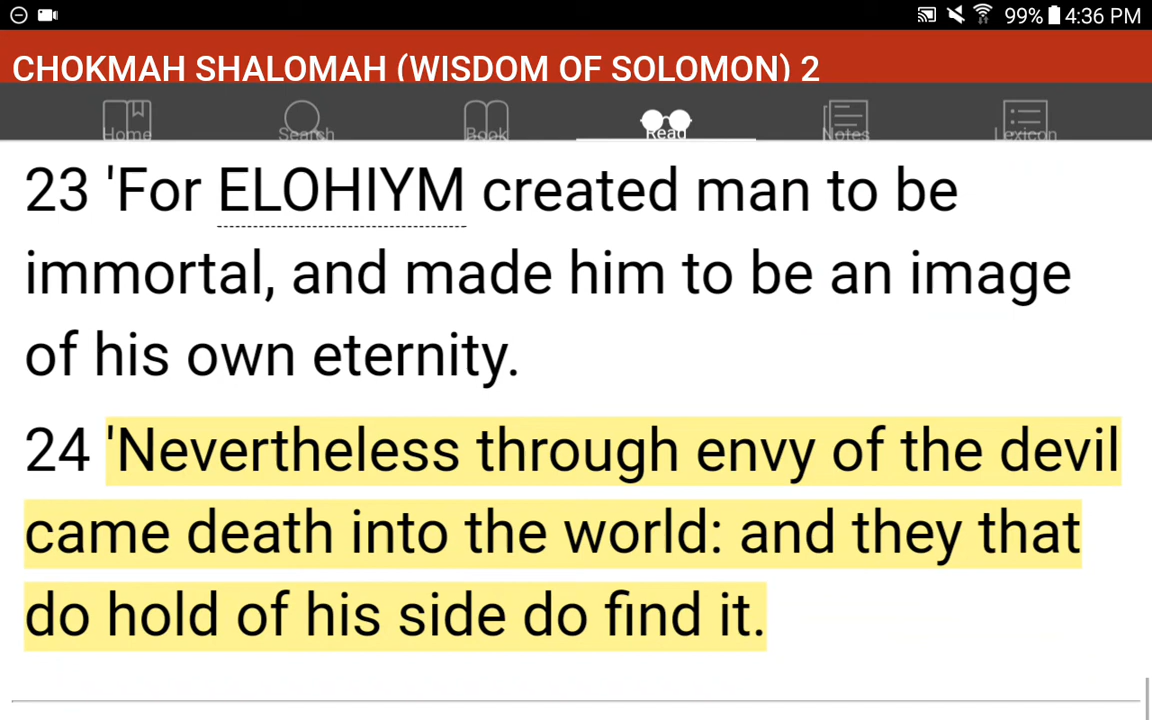 99% 4:36 PM
CHOKMAH SHALOMAH (WISDOM OF SOLOMON) 2
Home Search Book Read Notes Lexicon
23 'For ELOHIYM created man to be
immortal, and made him to be an image
of his own eternity.
24 'Nevertheless through envy of the devil
came death into the world: and they that
do hold of his side do find it.